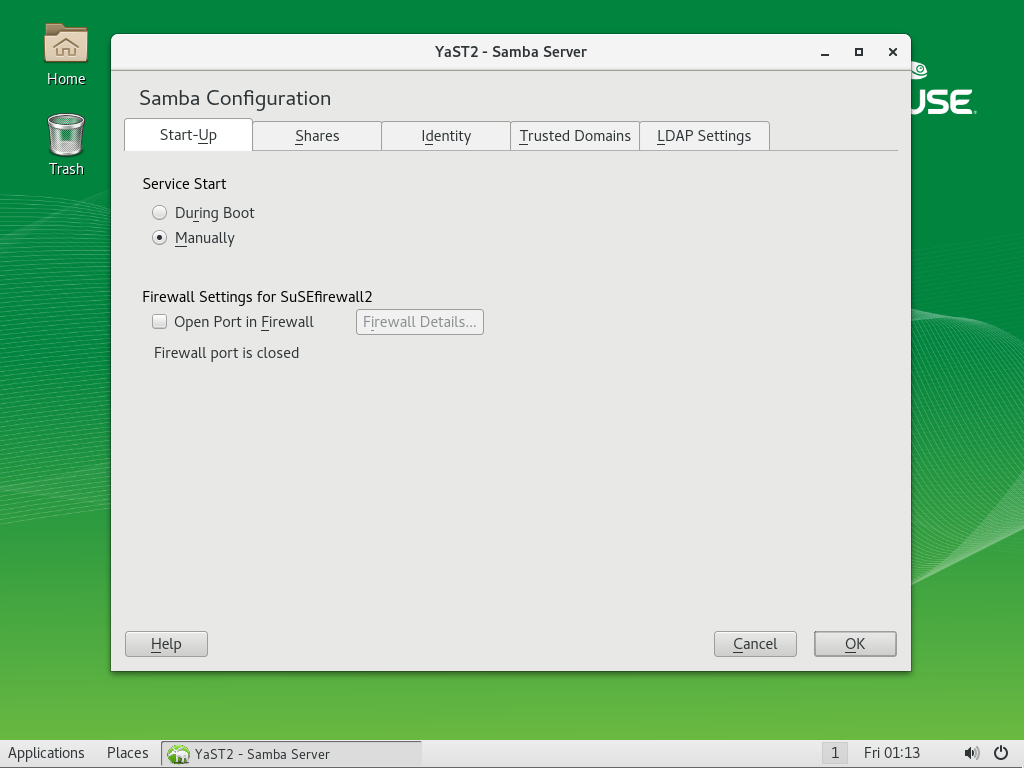 Home
Trash
USE
YaST2 - Samba Server
Samba Configuration
Start-Up Shares Identity Trusted Domains LDAP Settings
Service Start
During Boot
Manually
Firewall Settings for SuSEfirewall2
Open Port in Firewall Firewall Details...
Firewall port is closed
Help Cancel OK
Applications Places YaST2 - Samba Server 1 Fri 01:13